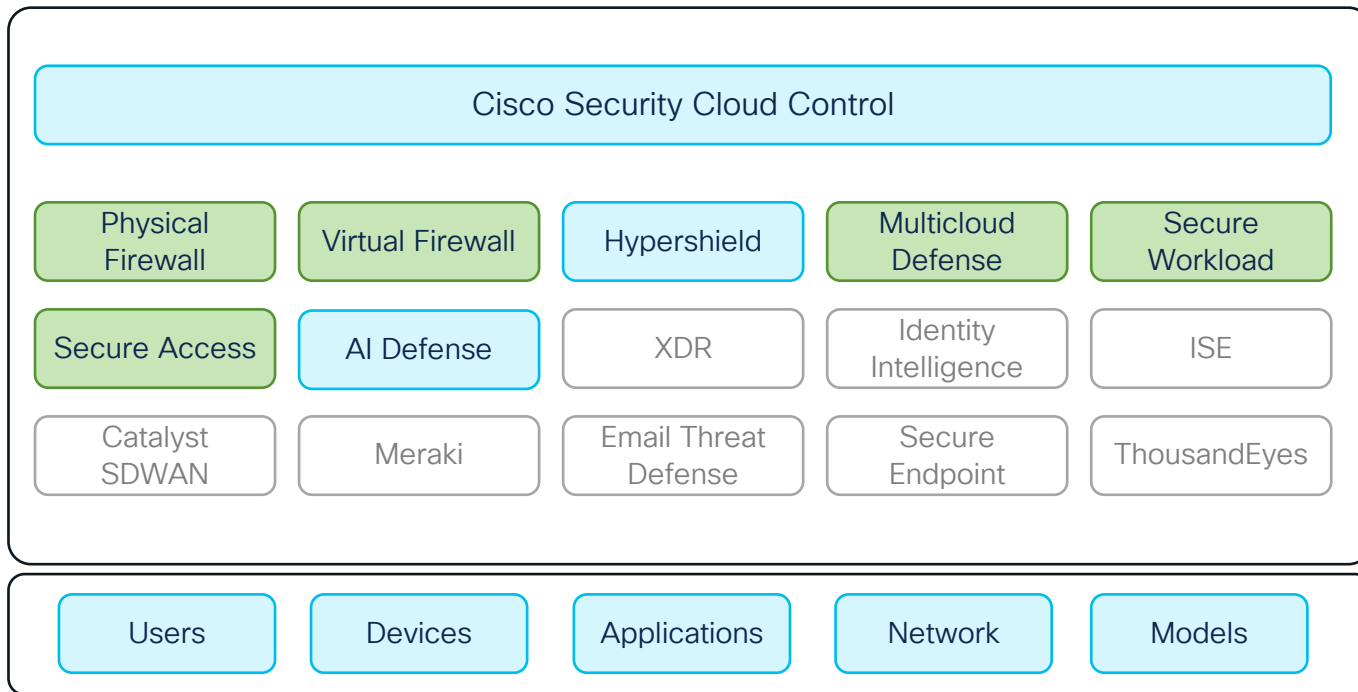 Cisco Security Cloud Control
Physical
Firewall
Virtual Firewall
Hypershield
Multicloud
Defense
Secure
Workload
Secure Access
AI Defense
XDR
Identity
Intelligence
ISE
Catalyst
SDWAN
Meraki
Email Threat
Defense
Secure
Endpoint
ThousandEyes
Users
Devices
Applications
Network
Models